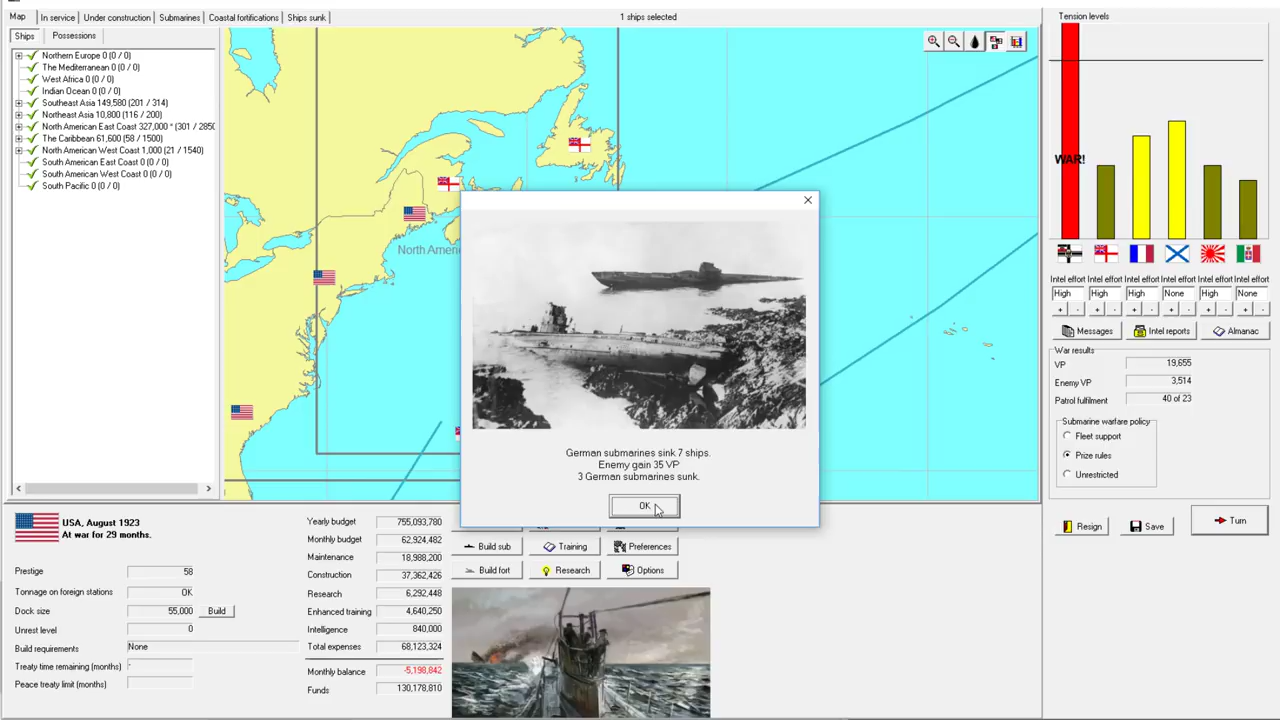 Map
In service
Under construction
Submarines
Coastal fortifications
Ships sunk
1 ships selected
Ships
Possessions
Northern Europe 0 (0 / 0)
The Mediterranean 0 (0 / 0)
West Africa 0 (0 / 0)
Indian Ocean 0 (0 / 0)
Southeast Asia 149,580 (201 / 314)
Northeast Asia 10,800 (116 / 200)
North American East Coast 327,000 * (301 / 2850
The Caribbean 61,600 (58 / 1500)
North American West Coast 1,000 (21 / 1540)
South American East Coast 0 (0 / 0)
South American West Coast 0 (0 / 0)
South Pacific 0 (0 / 0)
North Ameri
German submarines sink 7 ships.
Enemy gain 35 VP
3 German submarines sunk.
OK
Tension levels
WAR!
Intel effort Intel effort Intel effort Intel effort Intel effort Intel effort
High High High None High None
+ - + - + - + - + - + -
Messages
Intel reports
Almanac
War results
VP 19,655
Enemy VP 3,514
Patrol fulfilment 40 of 23
Submarine warfare policy
Fleet support
Prize rules
Unrestricted
Resign
Save
Turn
USA, August 1923
At war for 29 months.
Prestige 58
Tonnage on foreign stations OK
Dock size 55,000 Build
Unrest level 0
Build requirements None
Treaty time remaining (months) -
Peace treaty limit (months)
Yearly budget 755,093,780
Monthly budget 62,924,482
Maintenance 18,988,200
Construction 37,362,426
Research 6,292,448
Enhanced training 4,640,250
Intelligence 840,000
Total expenses 68,123,324
Monthly balance -5,198,842
Funds 130,178,810
Build sub
Training
Preferences
Build fort
Research
Options